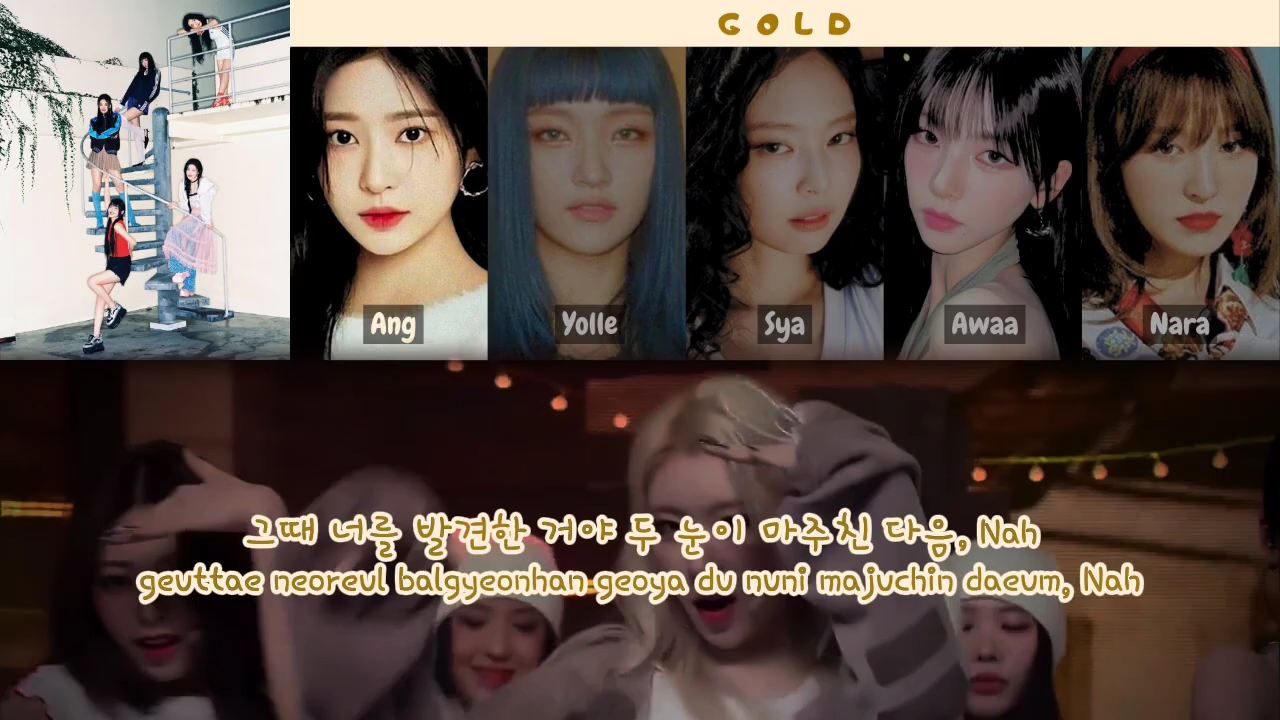 GOLD
Ang
Yolle
Sya
Awaa
Nara
그때 너를 발견한 거야 두 눈이 마주친 다음, Nah
geuttae neoreul balgyeonhan geoya du nuni majuchin daeum, Nah